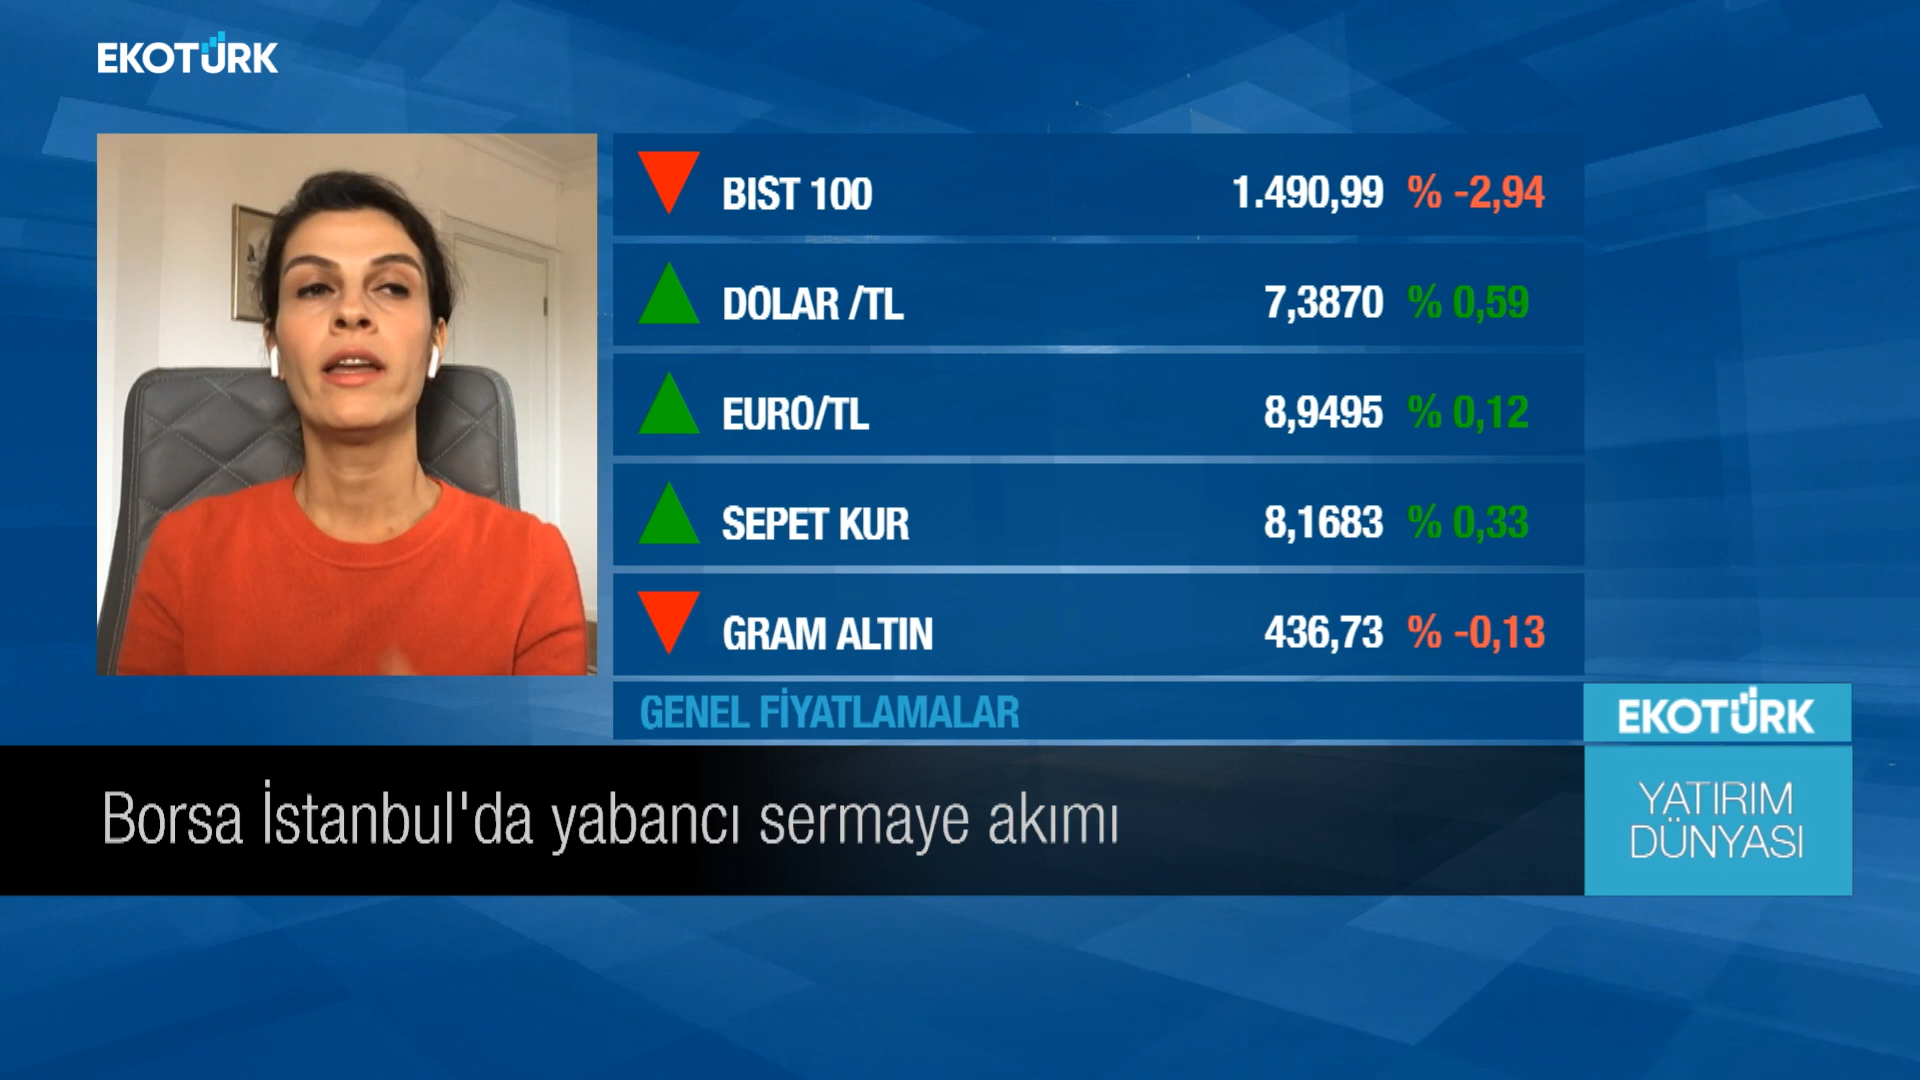 EKOTÜRK
BIST 100 1.490,99 % -2,94
DOLAR /TL 7,3870 % 0,59
EURO/TL 8,9495 % 0,12
SEPET KUR 8,1683 % 0,33
GRAM ALTIN 436,73 % -0,13
GENEL FİYATLAMALAR
EKOTÜRK
Borsa İstanbul'da yabancı sermaye akımı
YATIRIM
DÜNYASI